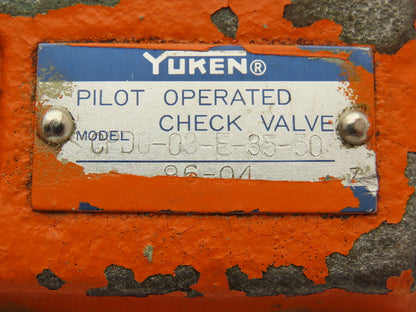 YUKEN®
PILOT OPERATED
CHECK VALVE
MODEL CPDG-03-E-35-50
86-04